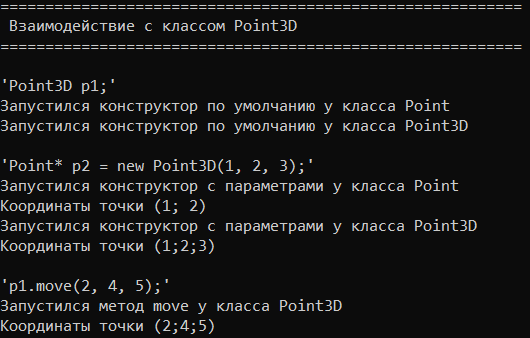 ==========================================================
Взаимодействие с классом Point3D
==========================================================
'Point3D p1;'
Запустился конструктор по умолчанию у класса Point
Запустился конструктор по умолчанию у класса Point3D
'Point* p2 = new Point3D(1, 2, 3);'
Запустился конструктор с параметрами у класса Point
Координаты точки (1; 2)
Запустился конструктор с параметрами у класса Point3D
Координаты точки (1;2;3)
'p1.move(2, 4, 5);'
Запустился метод move у класса Point3D
Координаты точки (2;4;5)